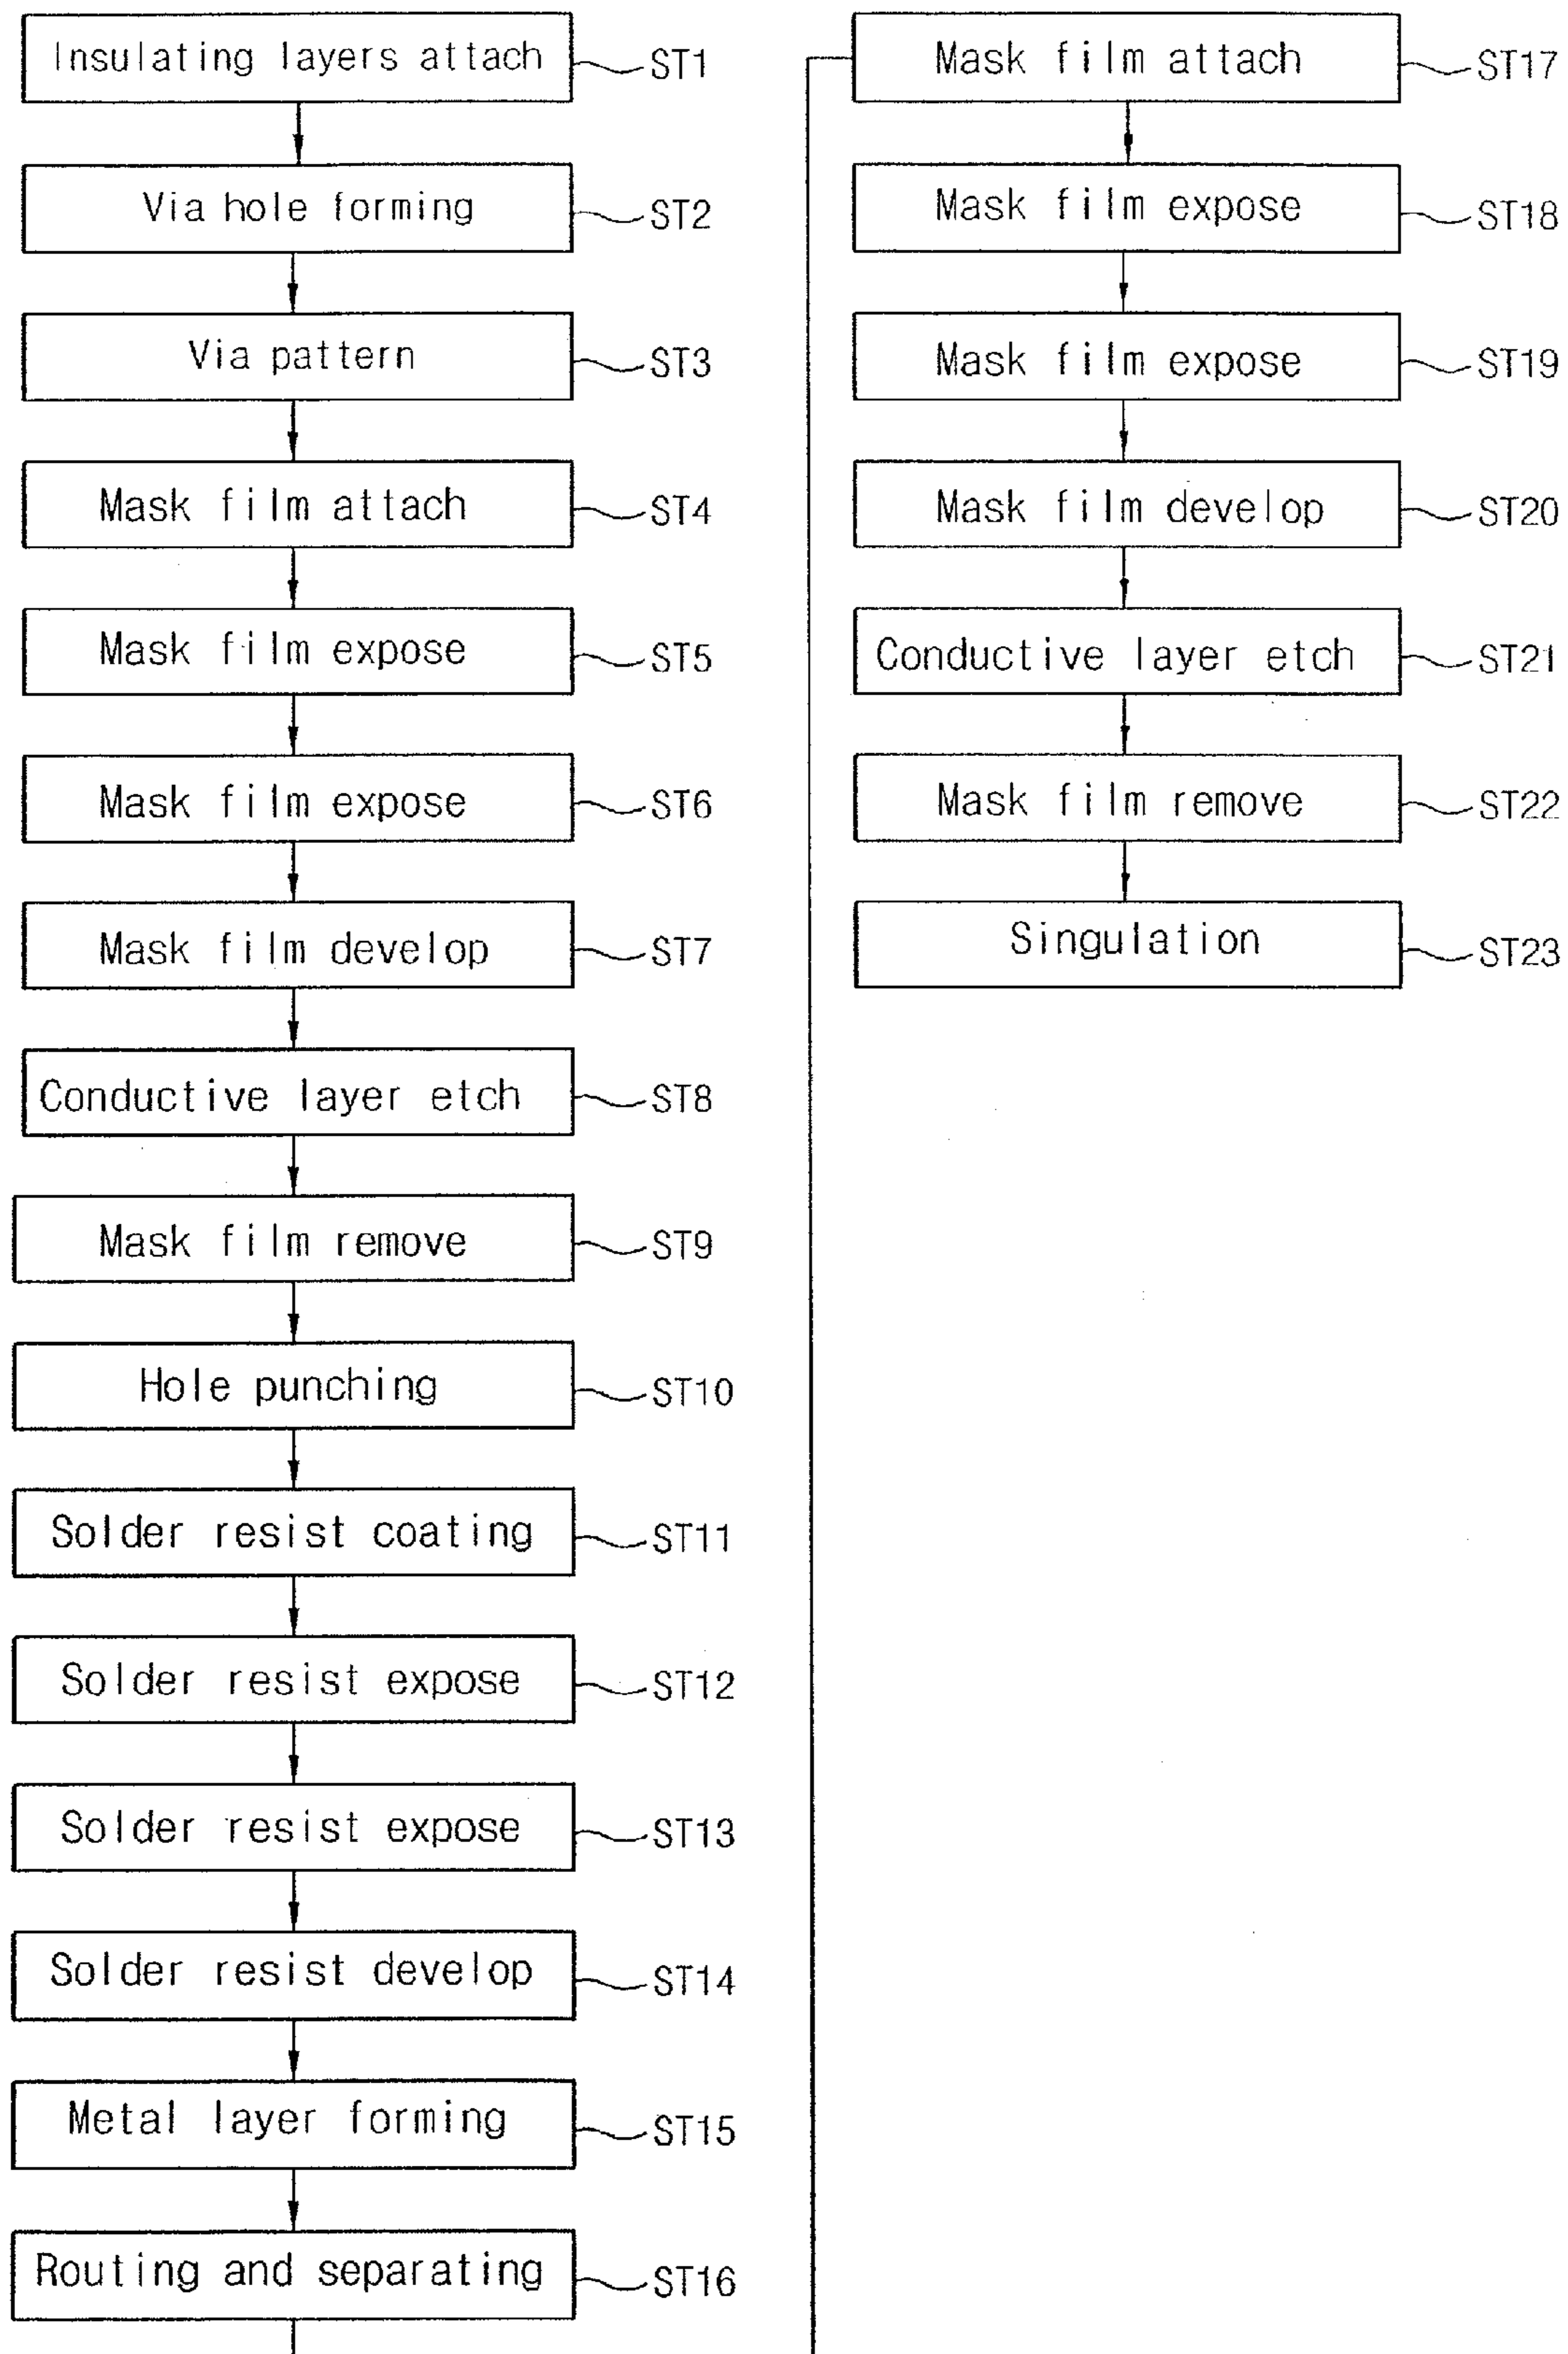 Insulating layers attach ST1
Via hole forming ST2
Via pattern ST3
Mask film attach ST4
Mask film expose ST5
Mask film expose ST6
Mask film develop ST7
Conductive layer etch ST8
Mask film remove ST9
Hole punching ST10
Solder resist coating ST11
Solder resist expose ST12
Solder resist expose ST13
Solder resist develop ST14
Metal layer forming ST15
Routing and separating ST16
Mask film attach ST17
Mask film expose ST18
Mask film expose ST19
Mask film develop ST20
Conductive layer etch ST21
Mask film remove ST22
Singulation ST23